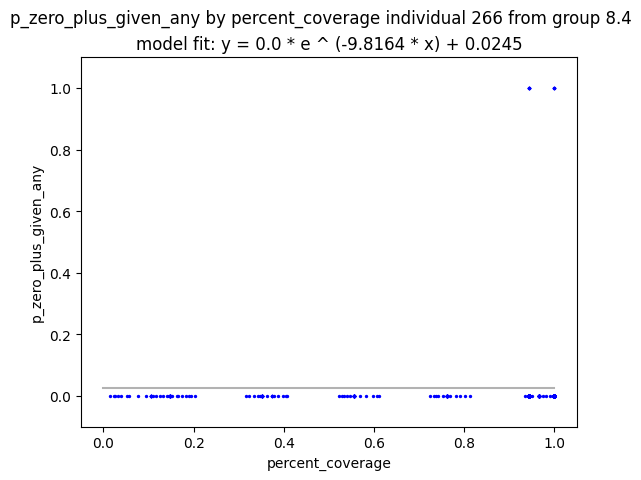 p_zero_plus_given_any by percent_coverage individual 266 from group 8.4
model fit: y = 0.0 * e ^ (-9.8164 * x) + 0.0245
1.0
0.8
0.6
0.4
0.2
0.0
p_zero_plus_given_any
0.0 0.2 0.4 0.6 0.8 1.0
percent_coverage